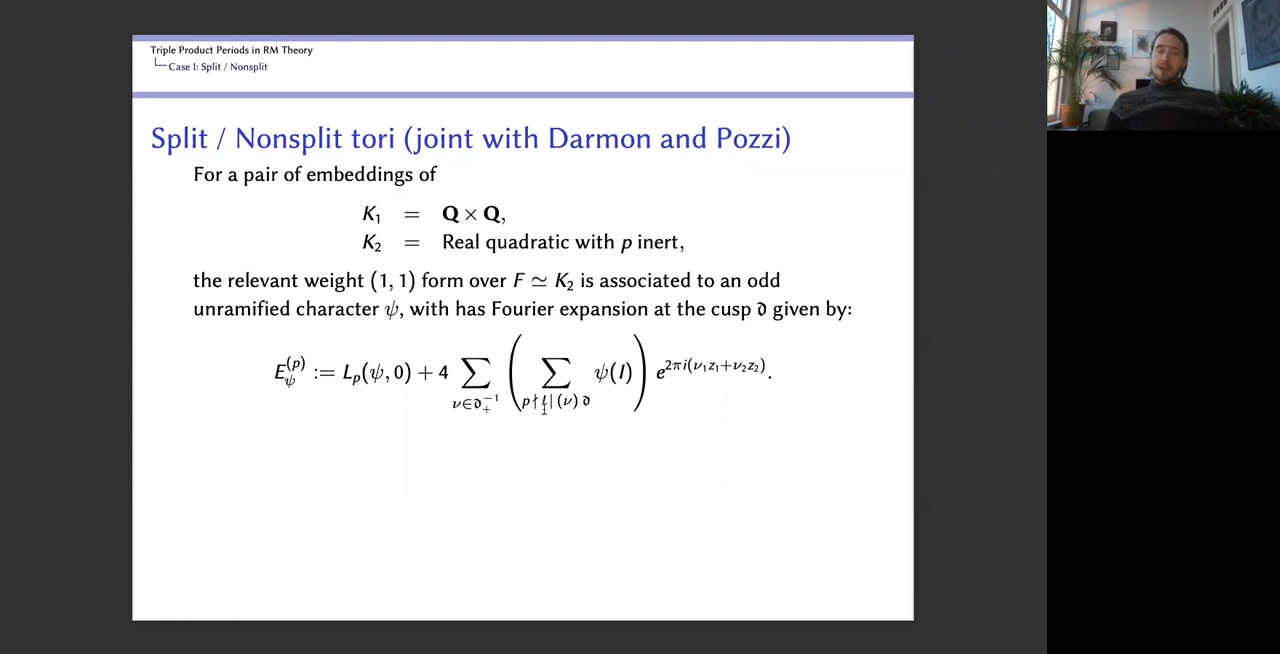 Triple Product Periods in RM Theory
Case I: Split / Nonsplit
Split / Nonsplit tori (joint with Darmon and Pozzi)
For a pair of embeddings of
K₁ = Q × Q,
K₂ = Real quadratic with p inert,
the relevant weight (1, 1) form over F ≃ K₂ is associated to an odd
unramified character ψ, with has Fourier expansion at the cusp 𝔡 given by:
E_ψ^{(p)} := L_p(ψ, 0) + 4 ∑_{ν∈𝔡_+^{-1}} ( ∑_{p∤I|(ν)𝔡} ψ(I) ) e^{2πi(ν₁z₁+ν₂z₂)}.